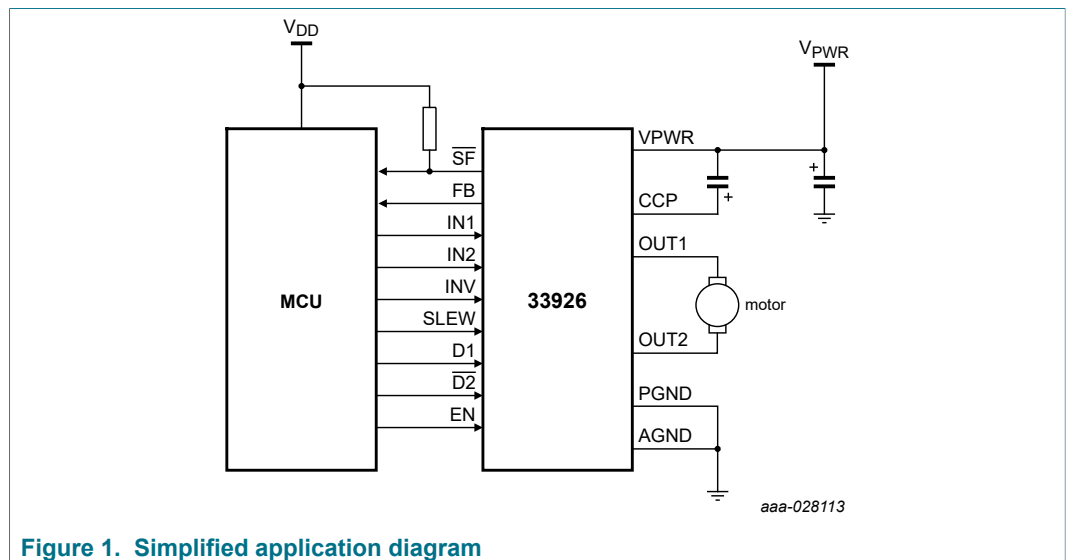 VDD
VPWR
MCU
33926
SF
FB
IN1
IN2
INV
SLEW
D1
D2
EN
VPWR
CCP
OUT1
OUT2
PGND
AGND
+
+
motor
aaa-028113
Figure 1. Simplified application diagram